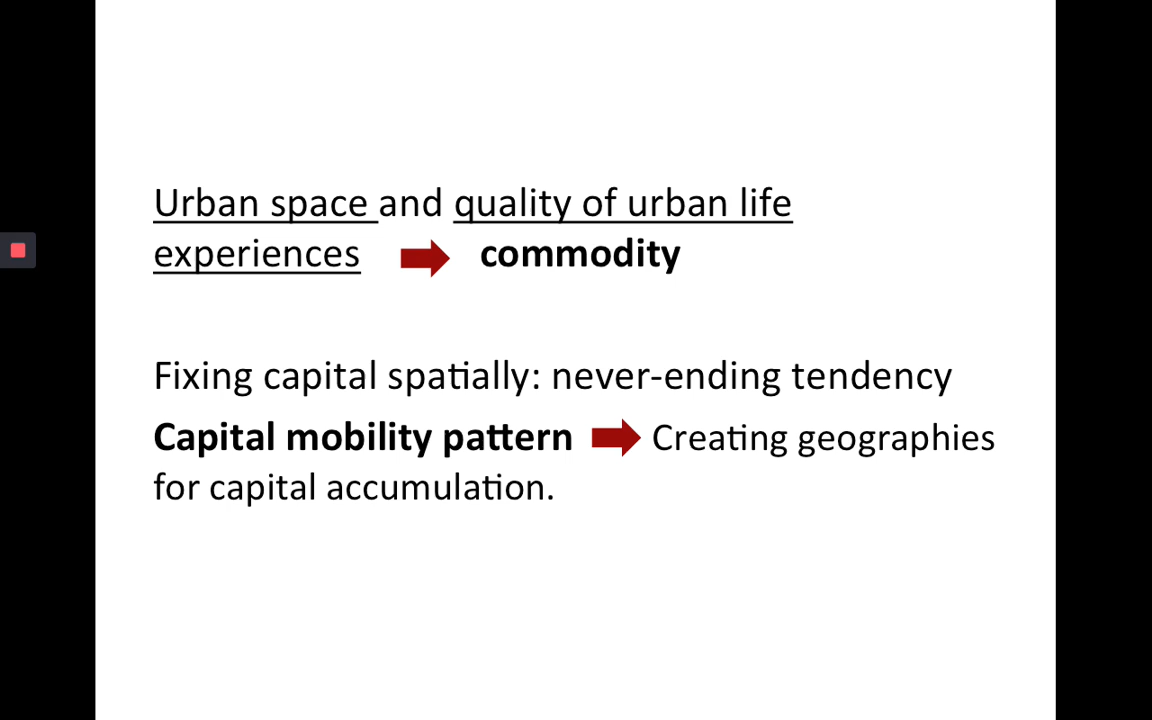 Urban space and quality of urban life
experiences commodity
Fixing capital spatially: never-ending tendency
Capital mobility pattern Creating geographies
for capital accumulation.